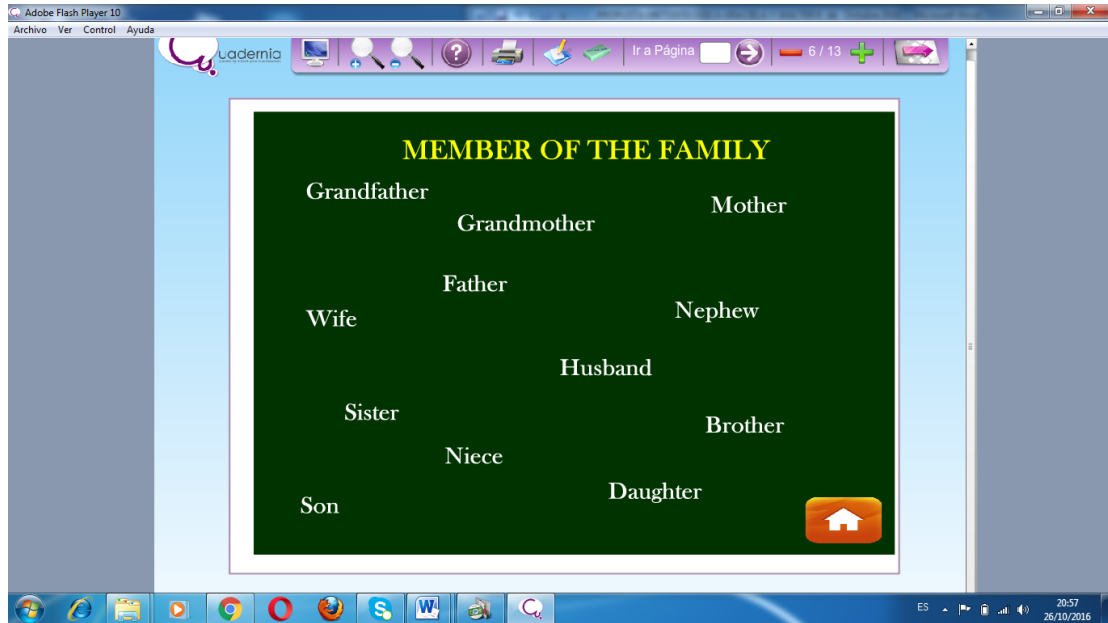 Adobe Flash Player 10
Archivo Ver Control Ayuda
Cuadernia
Ir a Página
6 / 13
MEMBER OF THE FAMILY
Grandfather
Mother
Grandmother
Father
Nephew
Wife
Husband
Sister
Brother
Niece
Daughter
Son
ES
20:57
26/10/2016